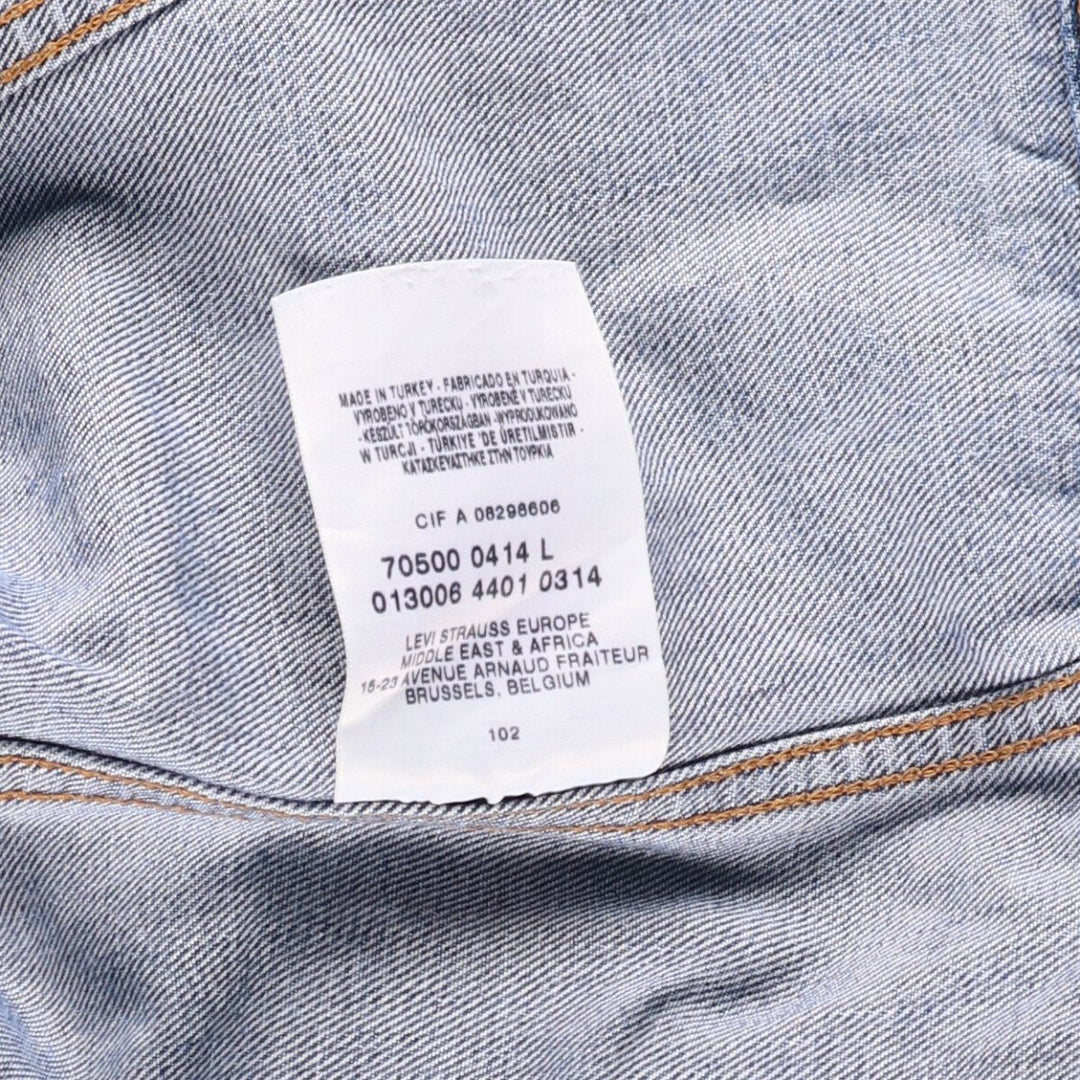 MADE IN TURKEY - FABRICADO EN TURQUIA -
VYROBENO V TURECKU - VYROBENÉ V TURECKU
- KÉSZÜLT TÖRÖKORSZÁGBAN - WYPRODUKOWANO
W TURCJI - TÜRKIYE 'DE ÜRETILMISTIR -
ΚΑΤΑΣΚΕΥΑΣΤΗΚΕ ΣΤΗΝ ΤΟΥΡΚΙΑ
CIF A 08298606
70500 0414 L
013006 4401 0314
LEVI STRAUSS EUROPE
MIDDLE EAST & AFRICA
16-23 AVENUE ARNAUD FRAITEUR
BRUSSELS, BELGIUM
102